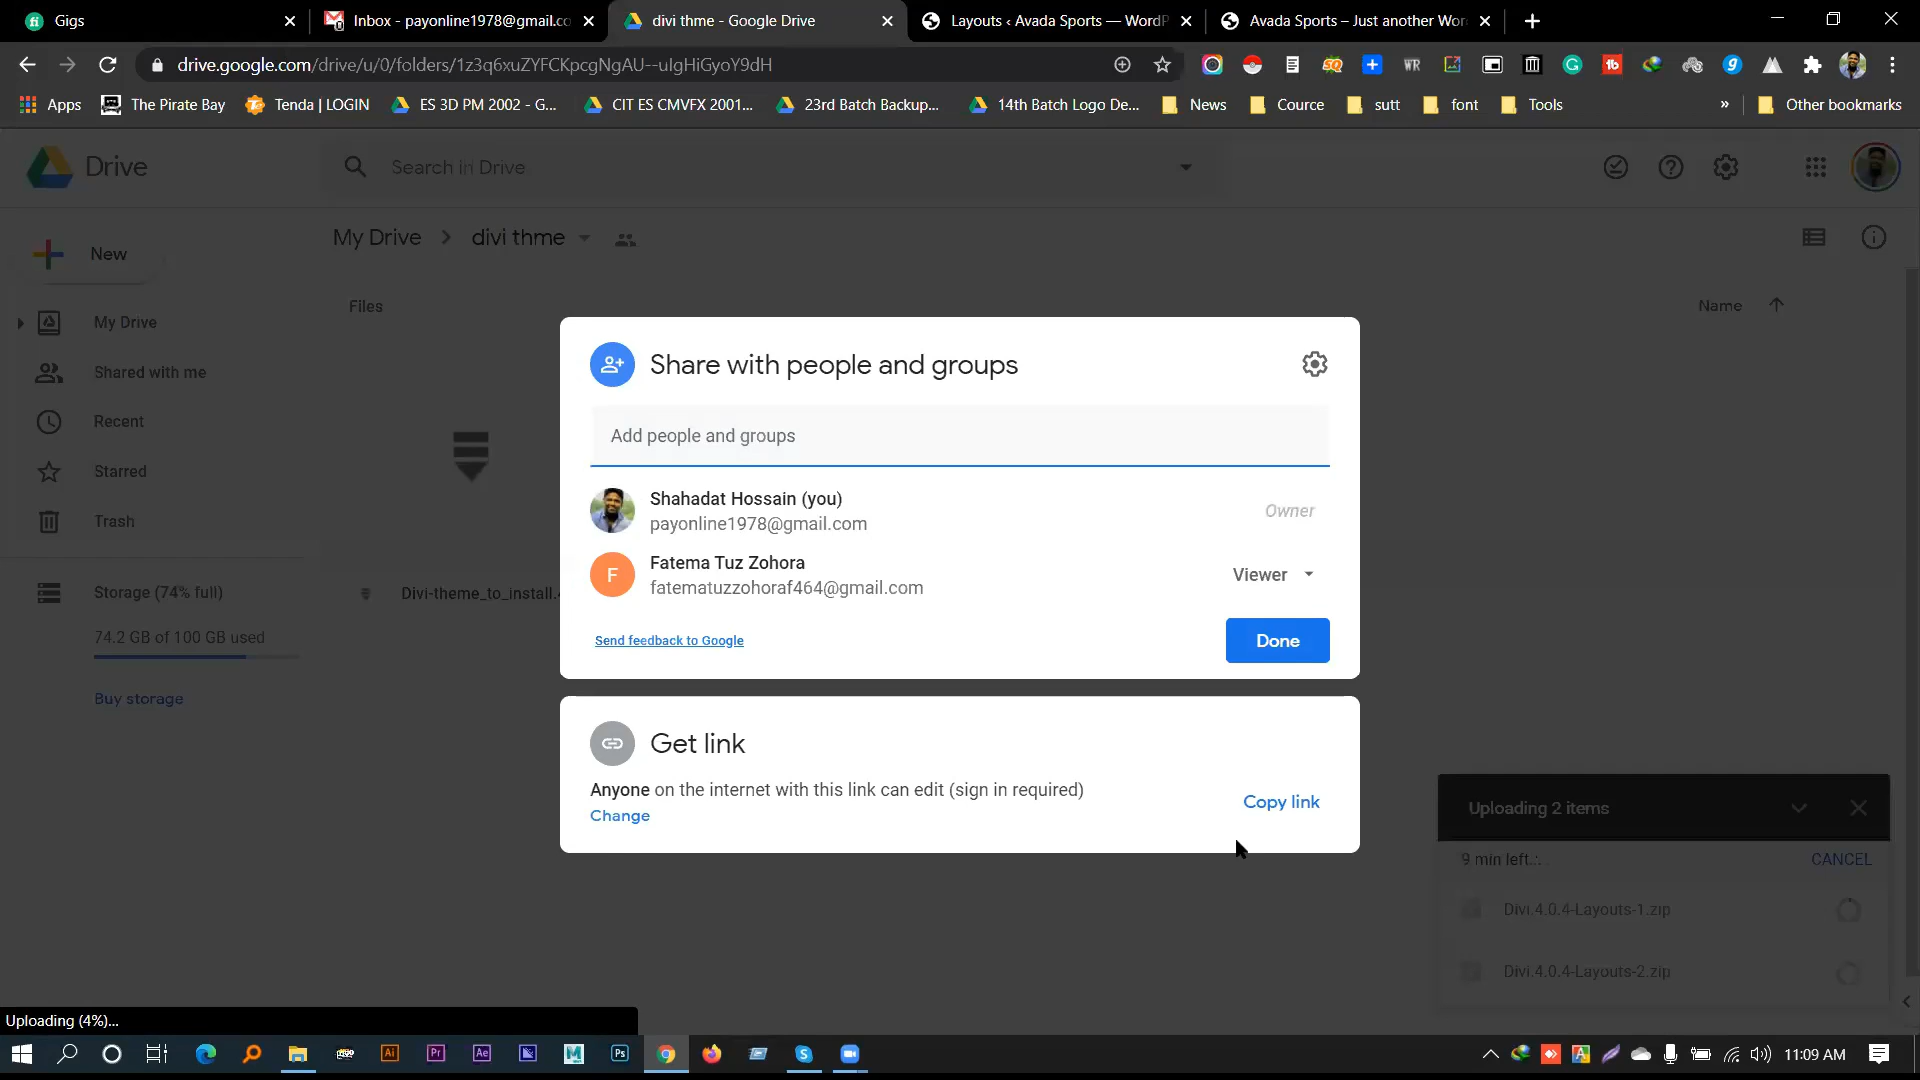 Gigs
Inbox - payonline1978@gmail.co
divi thme - Google Drive
Layouts ‹ Avada Sports — WordP
Avada Sports – Just another Wor
drive.google.com/drive/u/0/folders/1z3q6xuZYFCKpcgNgAU--uIgHiGyoY9dH
Apps
The Pirate Bay
Tenda | LOGIN
ES 3D PM 2002 - G...
CIT ES CMVFX 2001...
23rd Batch Backup...
14th Batch Logo De...
News
Cource
sutt
font
Tools
»
Other bookmarks
Drive
Search in Drive
New
My Drive
divi thme
My Drive
Shared with me
Recent
Starred
Trash
Storage (74% full)
74.2 GB of 100 GB used
Buy storage
Files
Name
Divi-theme_to_install.
Share with people and groups
Add people and groups
Shahadat Hossain (you)
payonline1978@gmail.com
Owner
F
Fatema Tuz Zohora
fatematuzzohoraf464@gmail.com
Viewer
Send feedback to Google
Done
Get link
Anyone on the internet with this link can edit (sign in required)
Change
Copy link
Uploading 2 items
9 min left...
CANCEL
Divi.4.0.4-Layouts-1.zip
Divi.4.0.4-Layouts-2.zip
Uploading (4%)...
Ai
Pr
Ae
M
Ps
S
11:09 AM